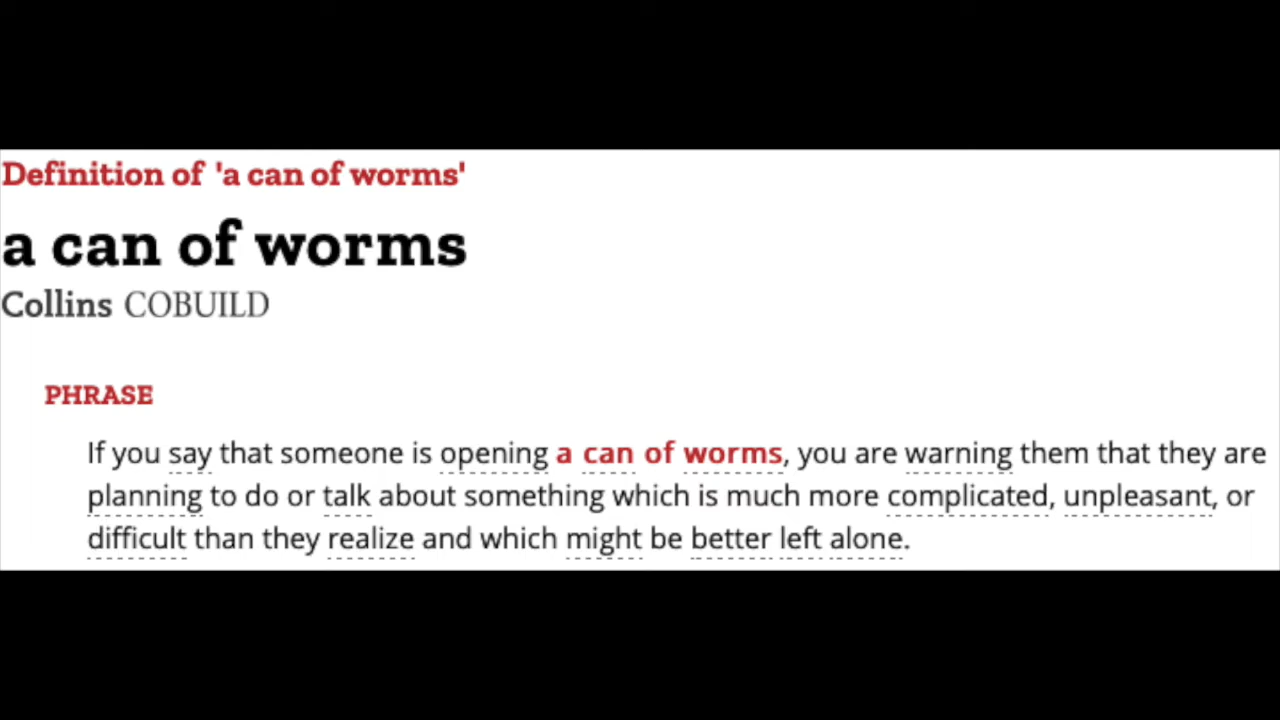 Definition of 'a can of worms'
a can of worms
Collins COBUILD
PHRASE
If you say that someone is opening a can of worms, you are warning them that they are
planning to do or talk about something which is much more complicated, unpleasant, or
difficult than they realize and which might be better left alone.